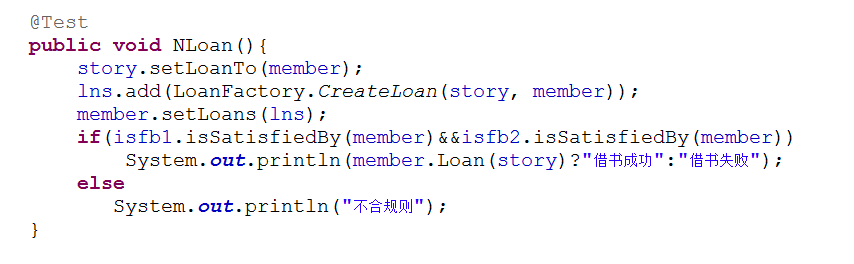 @Test
public void NLoan(){
    story.setLoanTo(member);
    lns.add(LoanFactory.CreateLoan(story, member));
    member.setLoans(lns);
    if(isfb1.isSatisfiedBy(member)&&isfb2.isSatisfiedBy(member))
        System.out.println(member.Loan(story)?"借书成功":"借书失败");
    else
       System.out.println("不合规则");
}